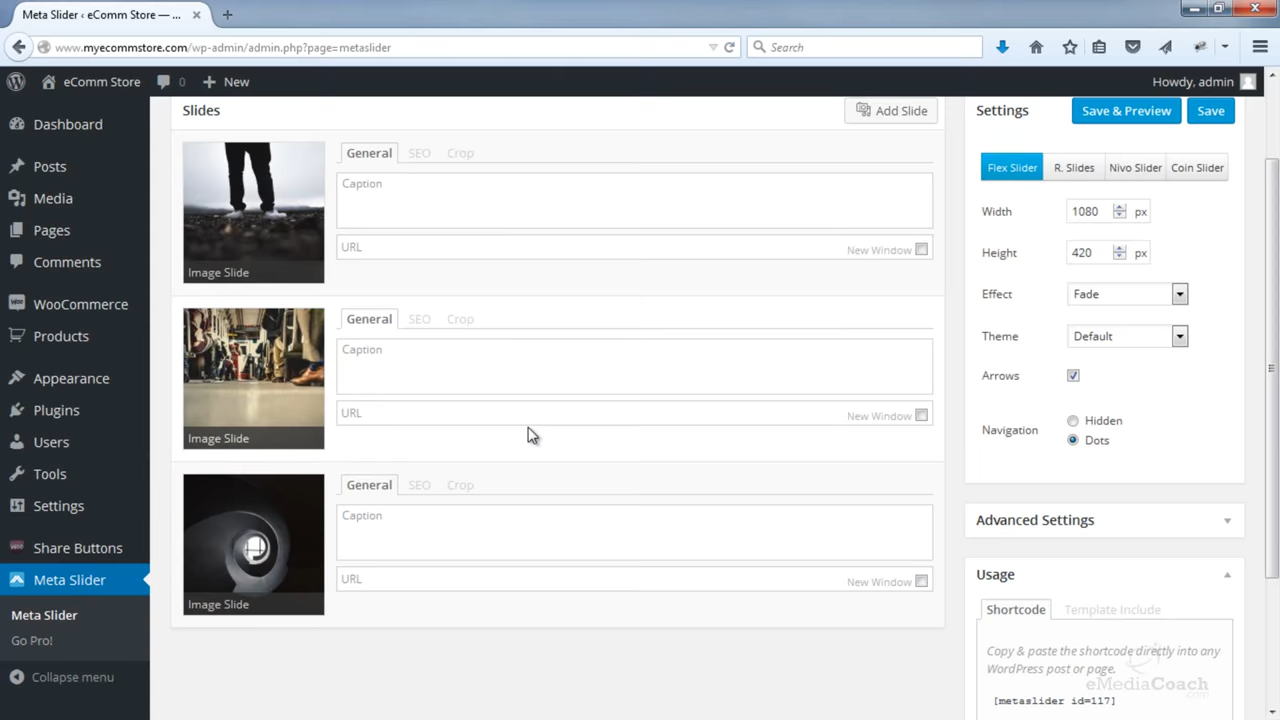 Meta Slider ‹ eComm Store — ...
www.myecommstore.com/wp-admin/admin.php?page=metaslider
Search
eComm Store
0
New
Howdy, admin
Dashboard
Posts
Media
Pages
Comments
WooCommerce
Products
Appearance
Plugins
Users
Tools
Settings
Share Buttons
Meta Slider
Meta Slider
Go Pro!
Collapse menu
Slides
Add Slide
General SEO Crop
Caption
URL
New Window
Image Slide
General SEO Crop
Caption
URL
New Window
Image Slide
General SEO Crop
Caption
URL
New Window
Image Slide
Settings
Save & Preview
Save
Flex Slider
R. Slides
Nivo Slider
Coin Slider
Width 1080 px
Height 420 px
Effect Fade
Theme Default
Arrows
Navigation
Hidden
Dots
Advanced Settings
Usage
Shortcode
Template Include
Copy & paste the shortcode directly into any
WordPress post or page.
eMediaCoach
.com
[metaslider id=117]